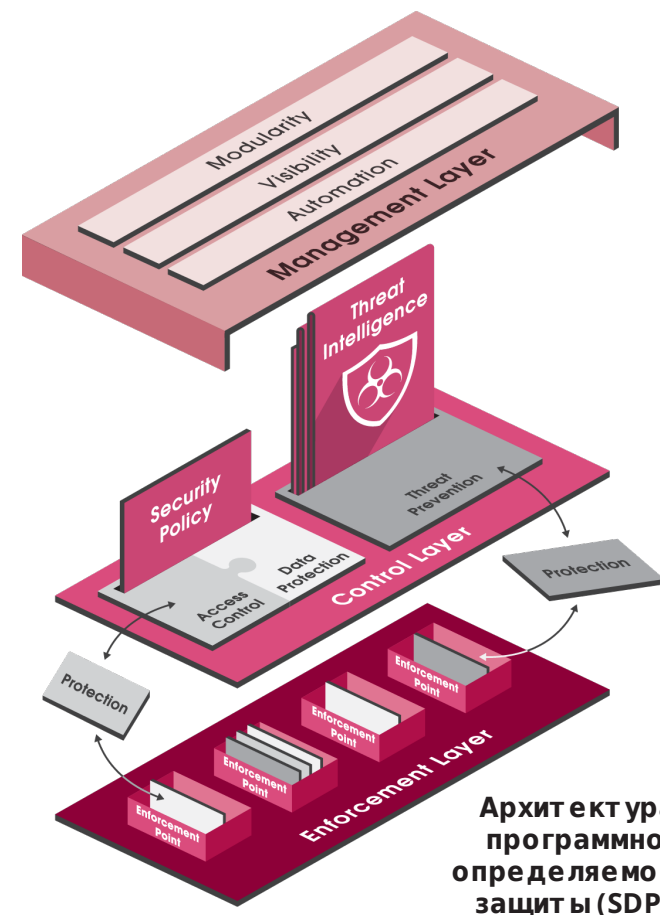 Modularity
Visibility
Automation
Management Layer
Threat
Intelligence
Security
Policy
Threat
Prevention
Data
Protection
Access
Control
Control Layer
Protection
Protection
Enforcement
Point
Enforcement
Point
Enforcement
Point
Enforcement
Point
Enforcement Layer
Архитектура
программно
определяемо
защиты (SDP